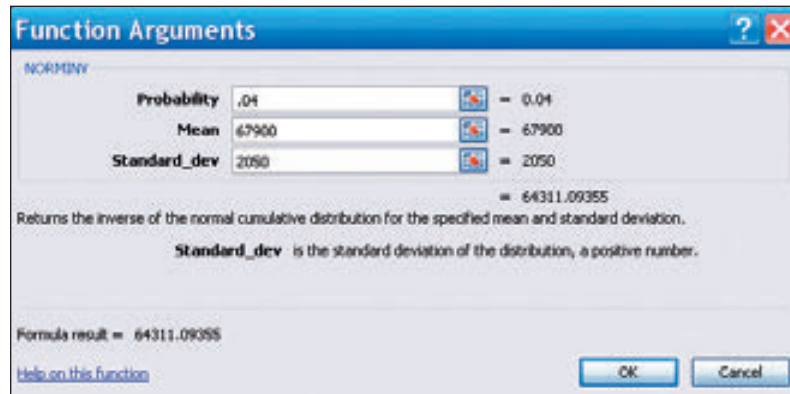 Function Arguments ?
NORMINV
Probability .04 = 0.04
Mean 67900 = 67900
Standard_dev 2050 = 2050
= 64311.09355
Returns the inverse of the normal cumulative distribution for the specified mean and standard deviation.
Standard_dev is the standard deviation of the distribution, a positive number.
Formula result = 64311.09355
Help on this function OK Cancel